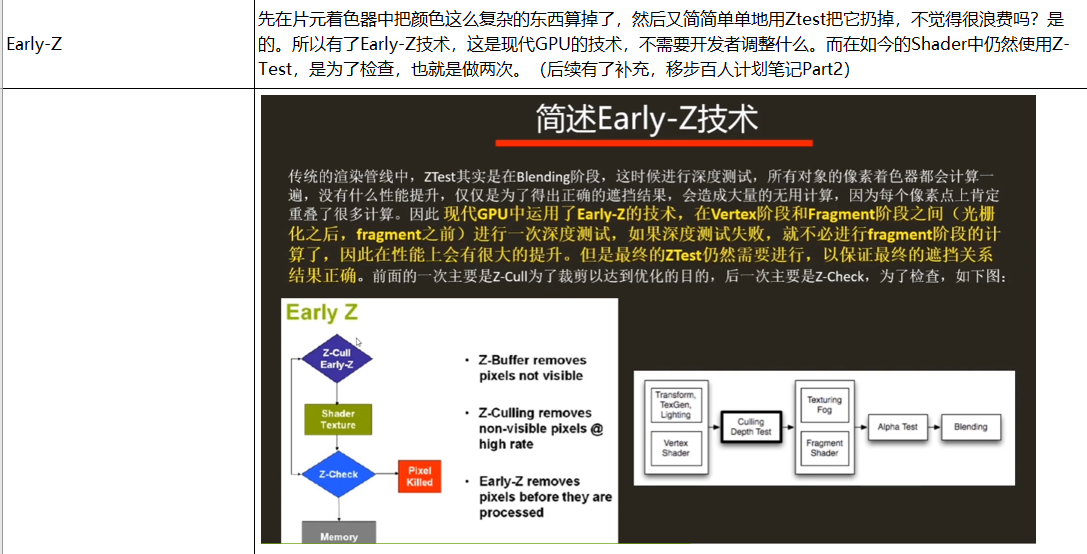 Early-Z
先在片元着色器中把颜色这么复杂的东西算掉了，然后又简简单单地用Ztest把它扔掉，不觉得很浪费吗？是
的。所以有了Early-Z技术，这是现代GPU的技术，不需要开发者调整什么。而在如今的Shader中仍然使用Z-
Test，是为了检查，也就是做两次。（后续有了补充，移步百人计划笔记Part2）
简述Early-Z技术
传统的渲染管线中，ZTest其实是在Blending阶段，这时候进行深度测试，所有对象的像素着色器都会计算一
遍，没有什么性能提升，仅仅是为了得出正确的遮挡结果，会造成大量的无用计算，因为每个像素点上肯定
重叠了很多计算。因此 现代GPU中运用了Early-Z的技术，在Vertex阶段和Fragment阶段之间（光栅
化之后，fragment之前）进行一次深度测试，如果深度测试失败，就不必进行fragment阶段的计
算了，因此在性能上会有很大的提升。但是最终的ZTest仍然需要进行，以保证最终的遮挡关系
结果正确。前面的一次主要是Z-Cull为了裁剪以达到优化的目的，后一次主要是Z-Check，为了检查，如下图：
Early Z
Z-Cull
Early-Z
Shader
Texture
Z-Check
Pixel
Killed
Memory
• Z-Buffer removes
pixels not visible
• Z-Culling removes
non-visible pixels @
high rate
• Early-Z removes
pixels before they are
processed
Transform,
TexGen,
Lighting
Vertex
Shader
Culling
Depth Test
Texturing
Fog
Fragment
Shader
Alpha Test
Blending